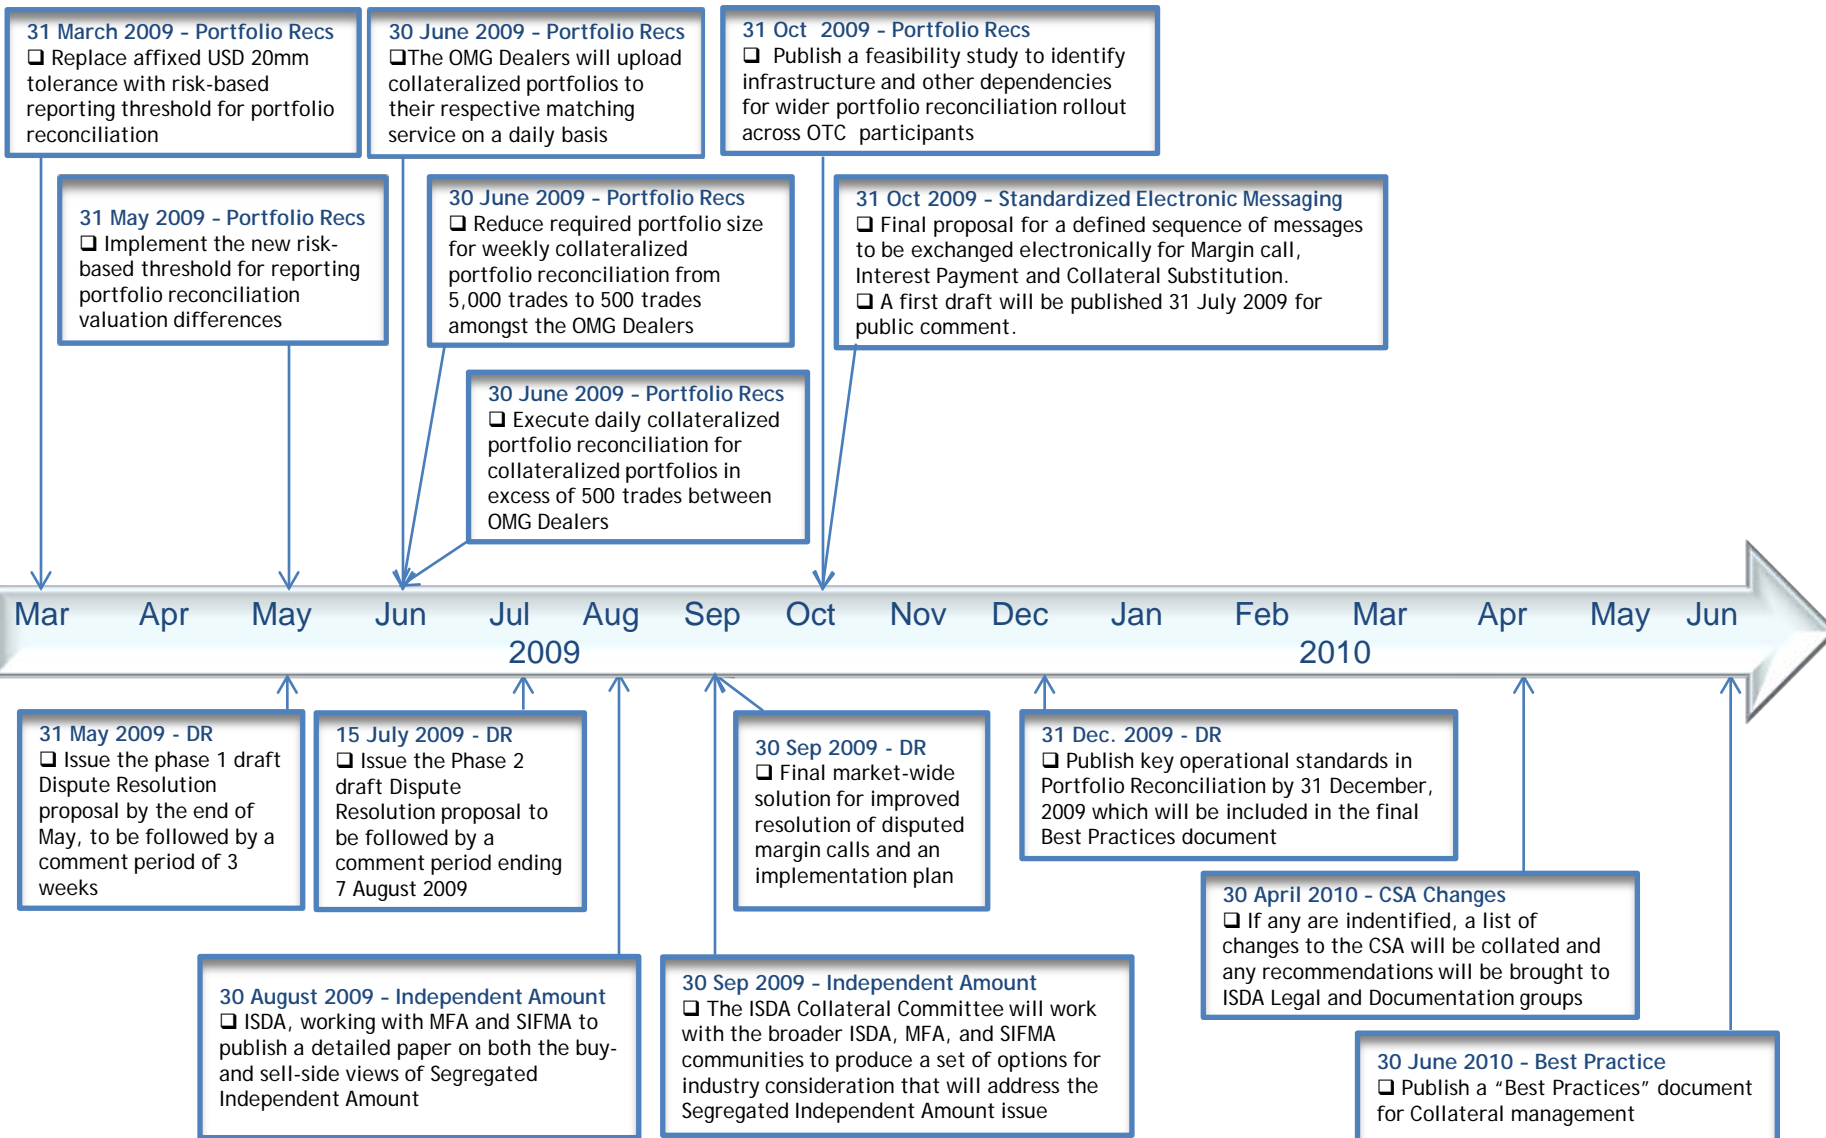 31 March 2009 - Portfolio Recs
❑ Replace affixed USD 20mm
tolerance with risk-based
reporting threshold for portfolio
reconciliation
30 June 2009 - Portfolio Recs
❑The OMG Dealers will upload
collateralized portfolios to
their respective matching
service on a daily basis
31 Oct 2009 - Portfolio Recs
❑ Publish a feasibility study to identify
infrastructure and other dependencies
for wider portfolio reconciliation rollout
across OTC participants
31 May 2009 - Portfolio Recs
❑ Implement the new risk-
based threshold for reporting
portfolio reconciliation
valuation differences
30 June 2009 - Portfolio Recs
❑ Reduce required portfolio size
for weekly collateralized
portfolio reconciliation from
5,000 trades to 500 trades
amongst the OMG Dealers
31 Oct 2009 - Standardized Electronic Messaging
❑ Final proposal for a defined sequence of messages
to be exchanged electronically for Margin call,
Interest Payment and Collateral Substitution.
❑ A first draft will be published 31 July 2009 for
public comment.
30 June 2009 - Portfolio Recs
❑ Execute daily collateralized
portfolio reconciliation for
collateralized portfolios in
excess of 500 trades between
OMG Dealers
Mar Apr May Jun Jul Aug Sep Oct Nov Dec Jan Feb Mar Apr May Jun
2009 2010
31 May 2009 - DR
❑ Issue the phase 1 draft
Dispute Resolution
proposal by the end of
May, to be followed by a
comment period of 3
weeks
15 July 2009 - DR
❑ Issue the Phase 2
draft Dispute
Resolution proposal to
be followed by a
comment period ending
7 August 2009
30 Sep 2009 - DR
❑ Final market-wide
solution for improved
resolution of disputed
margin calls and an
implementation plan
31 Dec. 2009 - DR
❑ Publish key operational standards in
Portfolio Reconciliation by 31 December,
2009 which will be included in the final
Best Practices document
30 April 2010 - CSA Changes
❑ If any are indentified, a list of
changes to the CSA will be collated and
any recommendations will be brought to
ISDA Legal and Documentation groups
30 August 2009 - Independent Amount
❑ ISDA, working with MFA and SIFMA to
publish a detailed paper on both the buy-
and sell-side views of Segregated
Independent Amount
30 Sep 2009 - Independent Amount
❑ The ISDA Collateral Committee will work
with the broader ISDA, MFA, and SIFMA
communities to produce a set of options for
industry consideration that will address the
Segregated Independent Amount issue
30 June 2010 - Best Practice
❑ Publish a “Best Practices” document
for Collateral management